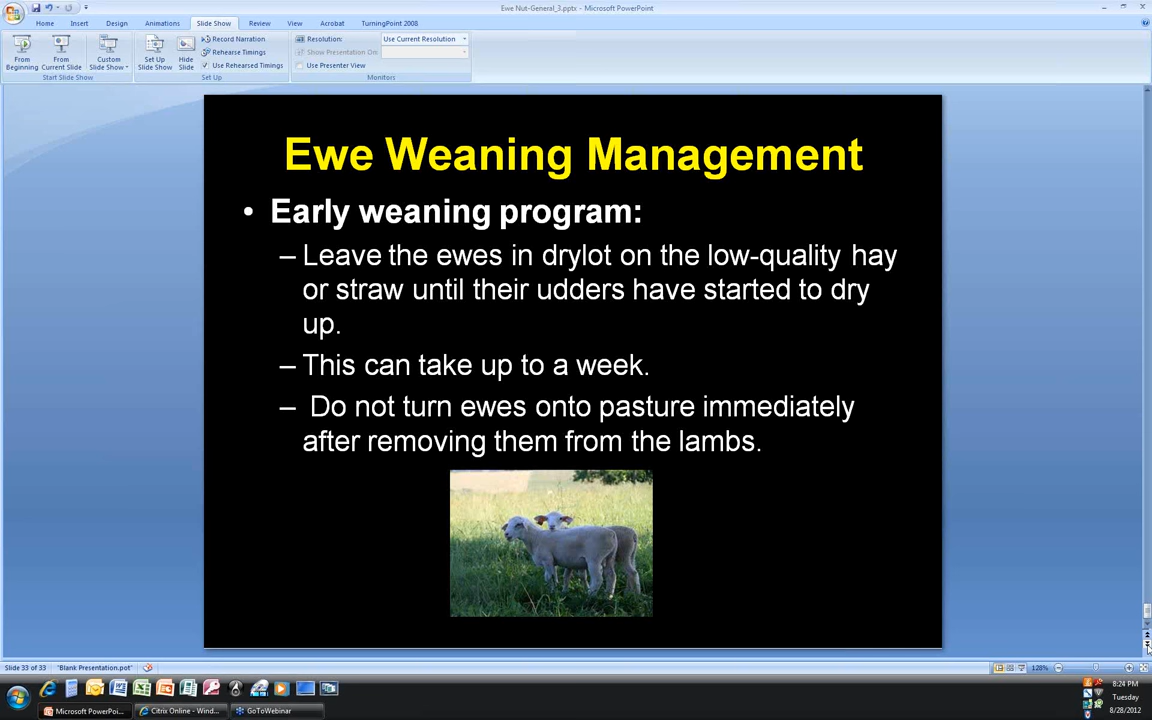 Ewe Nut-General_3.pptx - Microsoft PowerPoint
Home Insert Design Animations Slide Show Review View Acrobat TurningPoint 2008
From Beginning
From Current Slide
Custom Slide Show
Start Slide Show
Set Up Slide Show
Hide Slide
Record Narration
Rehearse Timings
Use Rehearsed Timings
Set Up
Resolution: Use Current Resolution
Show Presentation On:
Use Presenter View
Monitors
Ewe Weaning Management
• Early weaning program:
– Leave the ewes in drylot on the low-quality hay
or straw until their udders have started to dry
up.
– This can take up to a week.
– Do not turn ewes onto pasture immediately
after removing them from the lambs.
Slide 33 of 33 "Blank Presentation.pot" 128%
Microsoft PowerPoi... Citrix Online - Wind... GoToWebinar
8:24 PM
Tuesday
8/28/2012